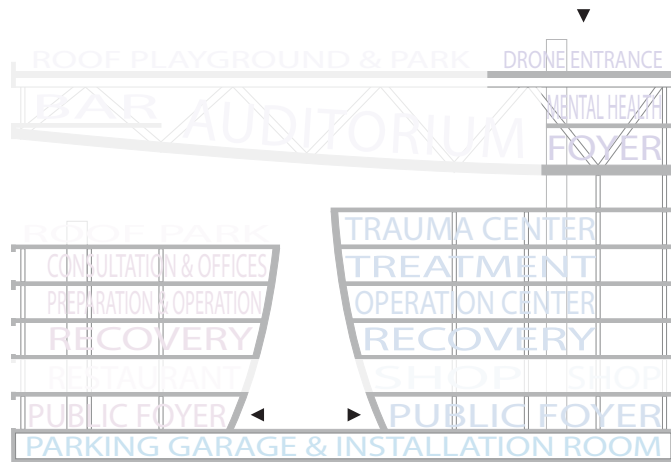 ROOF PLAYGROUND & PARK
DRONE ENTRANCE
BAR
AUDITORIUM
MENTAL HEALTH
FOYER
ROOF PARK
CONSULTATION & OFFICES
PREPARATION & OPERATION
RECOVERY
RESTAURANT
PUBLIC FOYER
TRAUMA CENTER
TREATMENT
OPERATION CENTER
RECOVERY
SHOP SHOP
PUBLIC FOYER
PARKING GARAGE & INSTALLATION ROOM